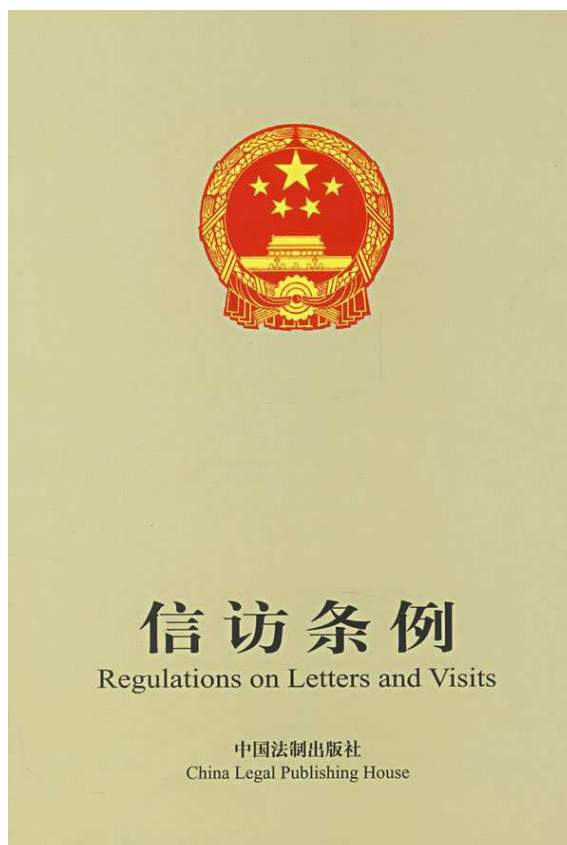 信访条例
Regulations on Letters and Visits
中国法制出版社
China Legal Publishing House